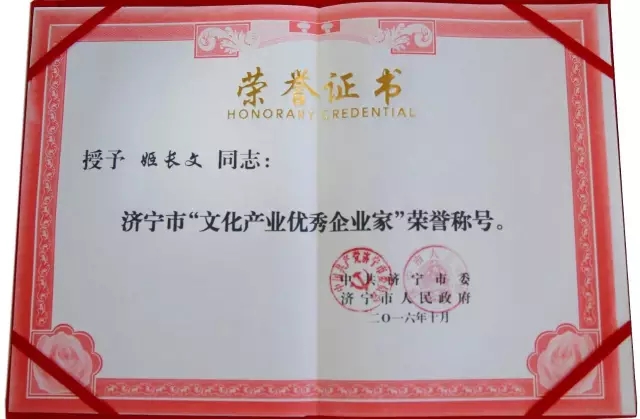 荣誉证书
HONORARY CREDENTIAL
授予 姬长文 同志：
济宁市“文化产业优秀企业家”荣誉称号。
中共济宁市委
济宁市人民政府
二〇一六年十月